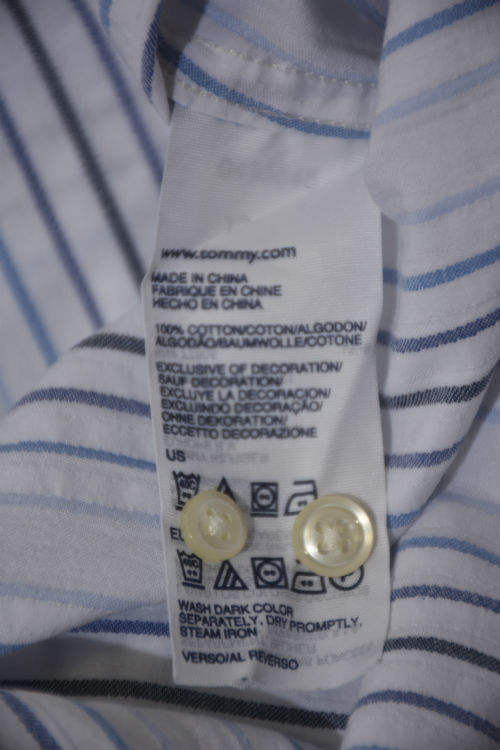 www.tommy.com
MADE IN CHINA
FABRIQUE EN CHINE
HECHO EN CHINA
100% COTTON/COTON/ALGODON/
ALGODÃO/BAUMWOLLE/COTONE
EXCLUSIVE OF DECORATION/
SAUF DECORATION/
EXCLUYE LA DECORACION/
EXCLUINDO DECORAÇÃO/
OHNE DEKORATION/
ECCETTO DECORAZIONE
US
WASH DARK COLOR
SEPARATELY, DRY PROMPTLY,
STEAM IRON
VERSO/AL REVERSO